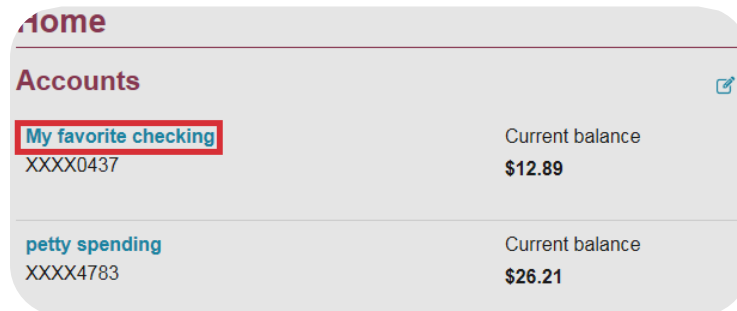 Home
Accounts
My favorite checking
Current balance
XXXX0437
$12.89
petty spending
Current balance
XXXX4783
$26.21